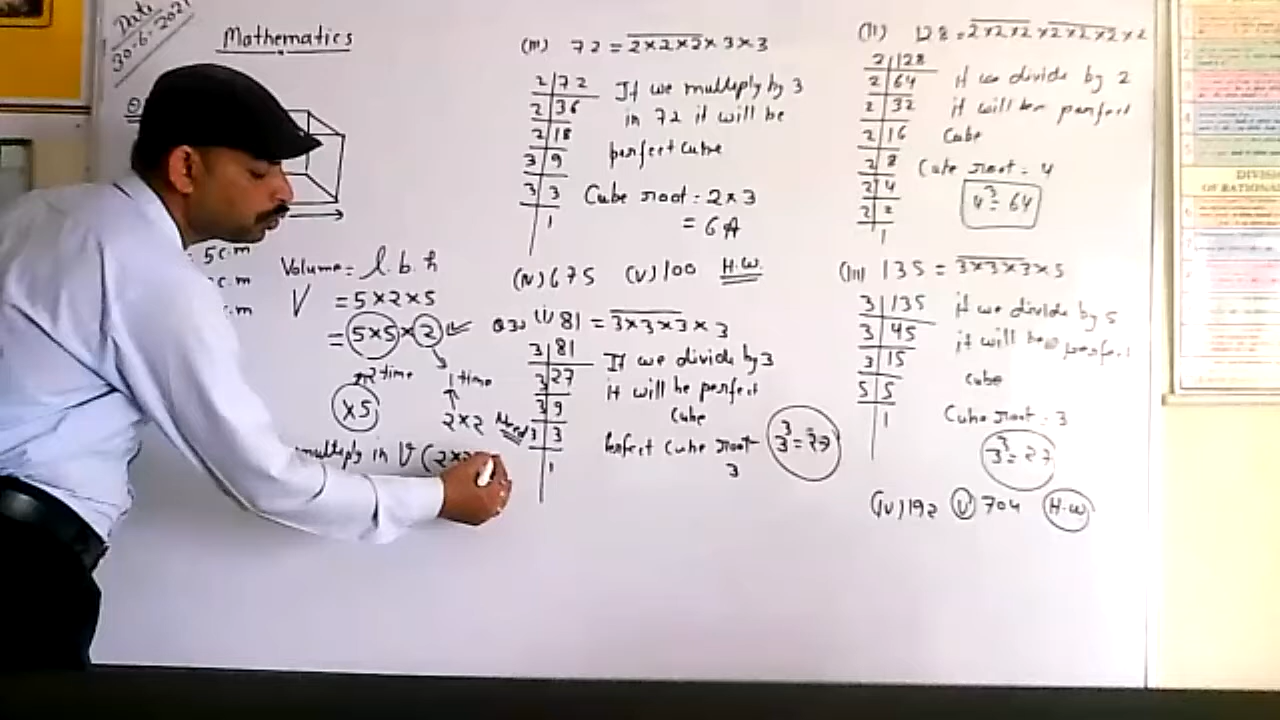 Date
30-6-2021
Mathematics
5 c.m
c.m
c.m
Volume = l.b.h
V = 5×2×5
= 5×5 × 2
2 time
1 time
×5
2×2 Need
multiply in V (2×2
(III) 72 = 2×2×2×3×3
2 | 72
2 | 36
2 | 18
3 | 9
3 | 3
1
If we multiply by 3
in 72 it will be
perfect cube
Cube root = 2×3
= 6 A
(IV) 675 (V) 100 H.W
Q3, (i) 81 = 3×3×3×3
3 | 81
3 | 27
3 | 9
3 | 3
1
If we divide by 3
it will be perfect
cube
Perfect cube root
3
3³=27
(II) 128 = 2×2×2×2×2×2×2
2 | 128
2 | 64
2 | 32
2 | 16
2 | 8
2 | 4
2 | 2
1
if we divide by 2
it will be perfect
Cube
Cube root = 4
4³=64
(III) 135 = 3×3×3×5
3 | 135
3 | 45
3 | 15
5 | 5
1
if we divide by 5
it will be perfect
cube
Cube root = 3
3³=27
(IV) 192 (V) 704 H.W
DIVISI
OF RATIONAL